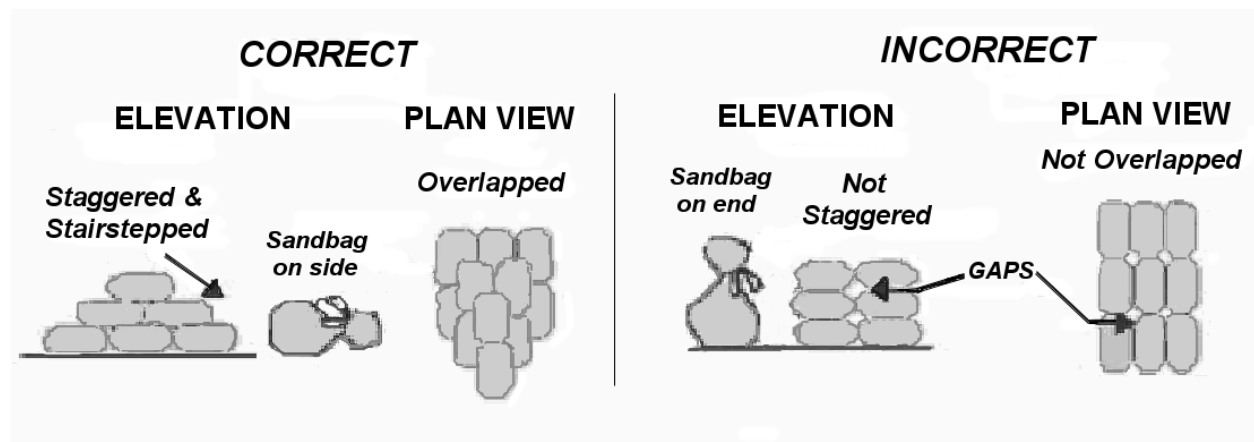 CORRECT
ELEVATION
PLAN VIEW
Staggered &
Stairstepped
Sandbag
on side
Overlapped
INCORRECT
ELEVATION
PLAN VIEW
Sandbag
on end
Not
Staggered
Not Overlapped
GAPS